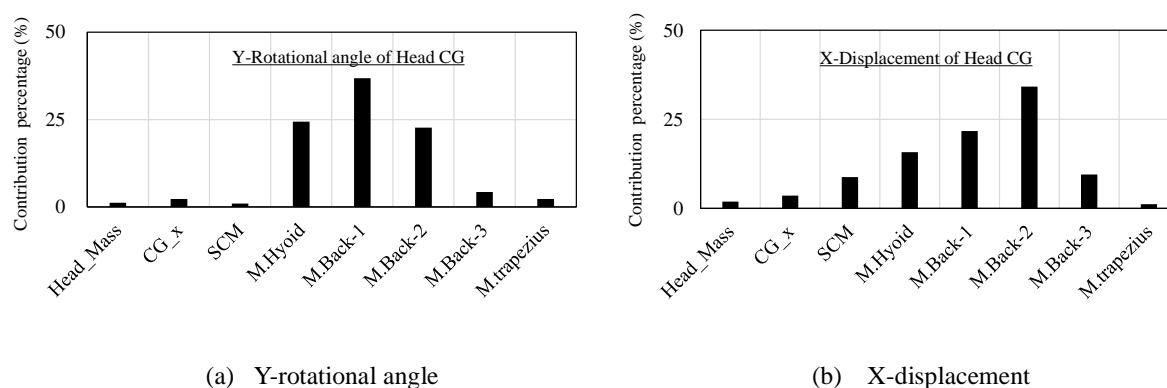 Contribution percentage (%)
50
25
0
Y-Rotational angle of Head CG
Head_Mass
CG_x
SCM
M.Hyoid
M.Back-1
M.Back-2
M.Back-3
M.trapezius
(a) Y-rotational angle
Contribution percentage (%)
50
25
0
X-Displacement of Head CG
Head_Mass
CG_x
SCM
M.Hyoid
M.Back-1
M.Back-2
M.Back-3
M.trapezius
(b) X-displacement